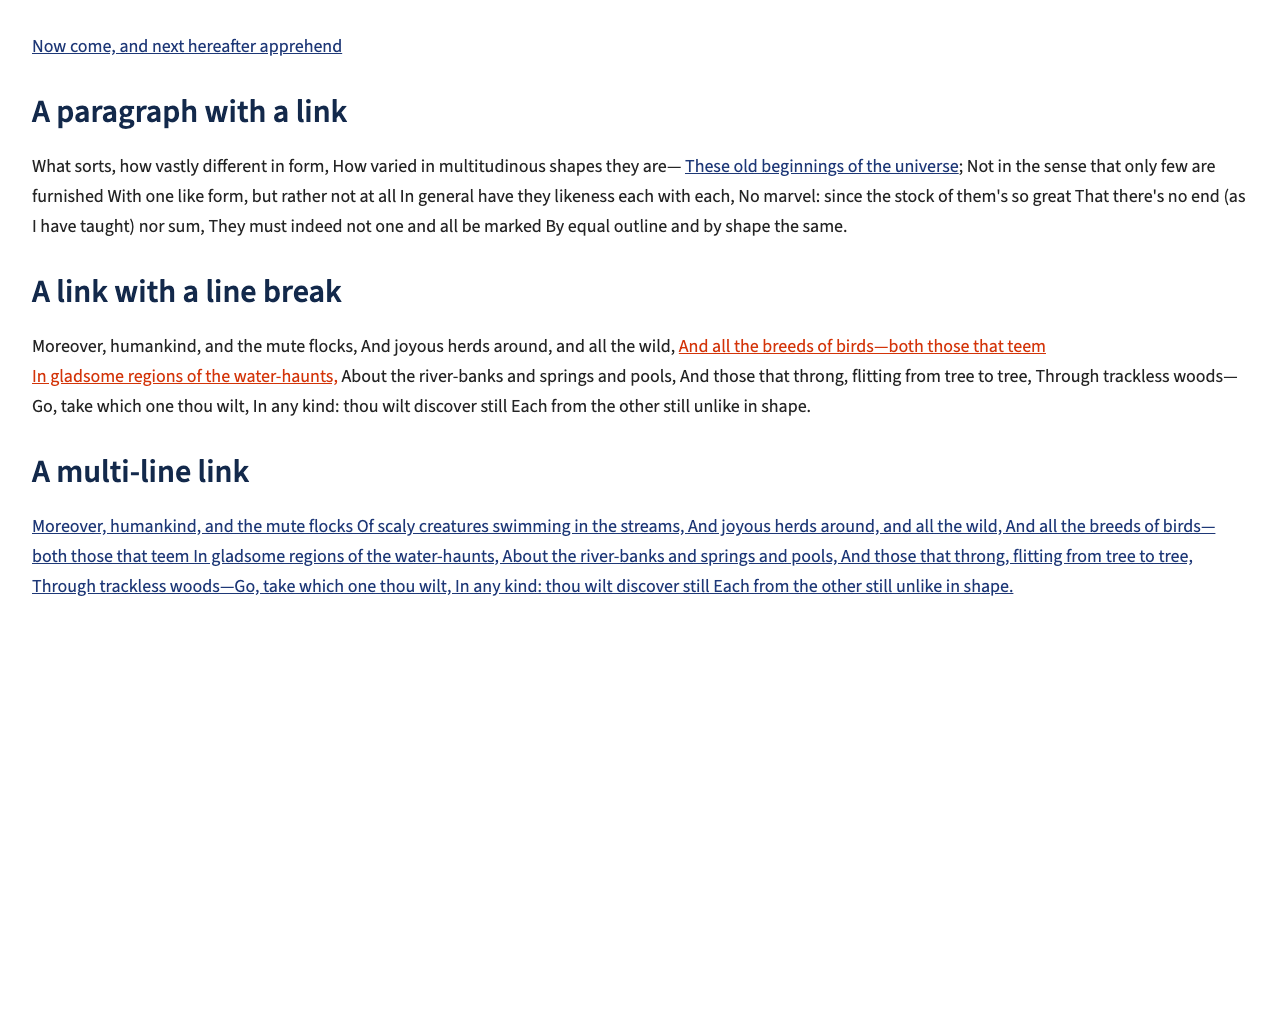 Now come, and next hereafter apprehend
A paragraph with a link
What sorts, how vastly different in form, How varied in multitudinous shapes they are— These old beginnings of the universe; Not in the sense that only few are
furnished With one like form, but rather not at all In general have they likeness each with each, No marvel: since the stock of them's so great That there's no end (as
I have taught) nor sum, They must indeed not one and all be marked By equal outline and by shape the same.
A link with a line break
Moreover, humankind, and the mute flocks, And joyous herds around, and all the wild, And all the breeds of birds—both those that teem
In gladsome regions of the water-haunts, About the river-banks and springs and pools, And those that throng, flitting from tree to tree, Through trackless woods—
Go, take which one thou wilt, In any kind: thou wilt discover still Each from the other still unlike in shape.
A multi-line link
Moreover, humankind, and the mute flocks Of scaly creatures swimming in the streams, And joyous herds around, and all the wild, And all the breeds of birds—
both those that teem In gladsome regions of the water-haunts, About the river-banks and springs and pools, And those that throng, flitting from tree to tree,
Through trackless woods—Go, take which one thou wilt, In any kind: thou wilt discover still Each from the other still unlike in shape.